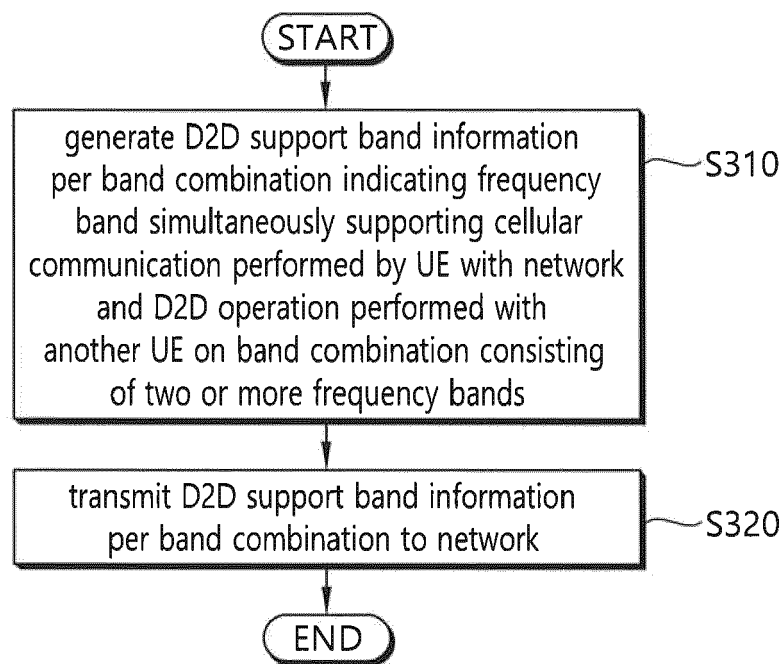 START
generate D2D support band information
per band combination indicating frequency
band simultaneously supporting cellular
communication performed by UE with network
and D2D operation performed with
another UE on band combination consisting
of two or more frequency bands
S310
transmit D2D support band information
per band combination to network
S320
END